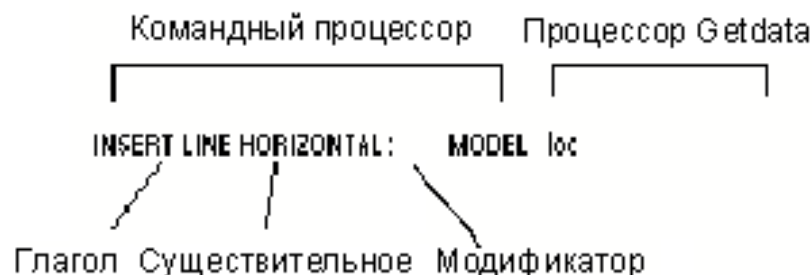 Командный процессор Процессор Getdata
INSERT LINE HORIZONTAL: MODEL loc
Глагол Существительное Модификатор